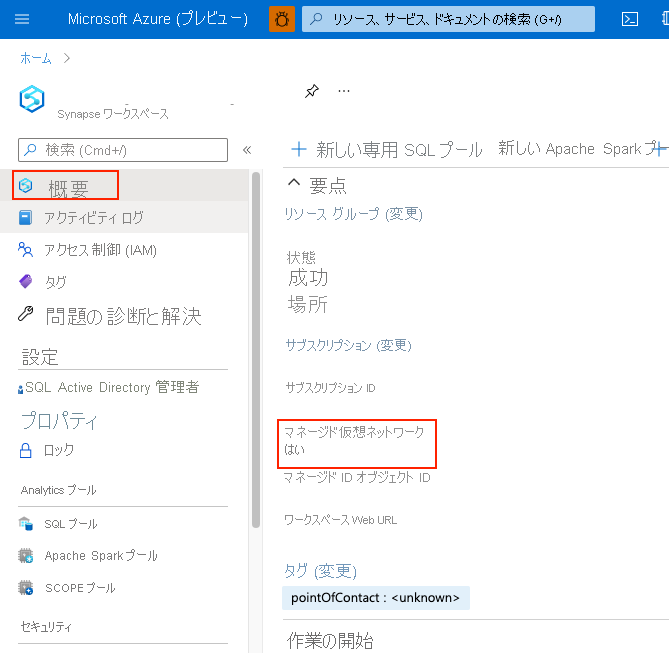 Microsoft Azure (プレビュー)
リソース、サービス、ドキュメントの検索 (G+/)
ホーム
Synapse ワークスペース
検索 (Cmd+/)
概要
アクティビティ ログ
アクセス制御 (IAM)
タグ
問題の診断と解決
設定
SQL Active Directory 管理者
プロパティ
ロック
Analytics プール
SQL プール
Apache Spark プール
SCOPE プール
セキュリティ
新しい専用 SQL プール
新しい Apache Spark プー
要点
リソース グループ (変更)
状態
成功
場所
サブスクリプション (変更)
サブスクリプション ID
マネージド仮想ネットワーク
はい
マネージド ID オブジェクト ID
ワークスペース Web URL
タグ (変更)
pointOfContact : <unknown>
作業の開始